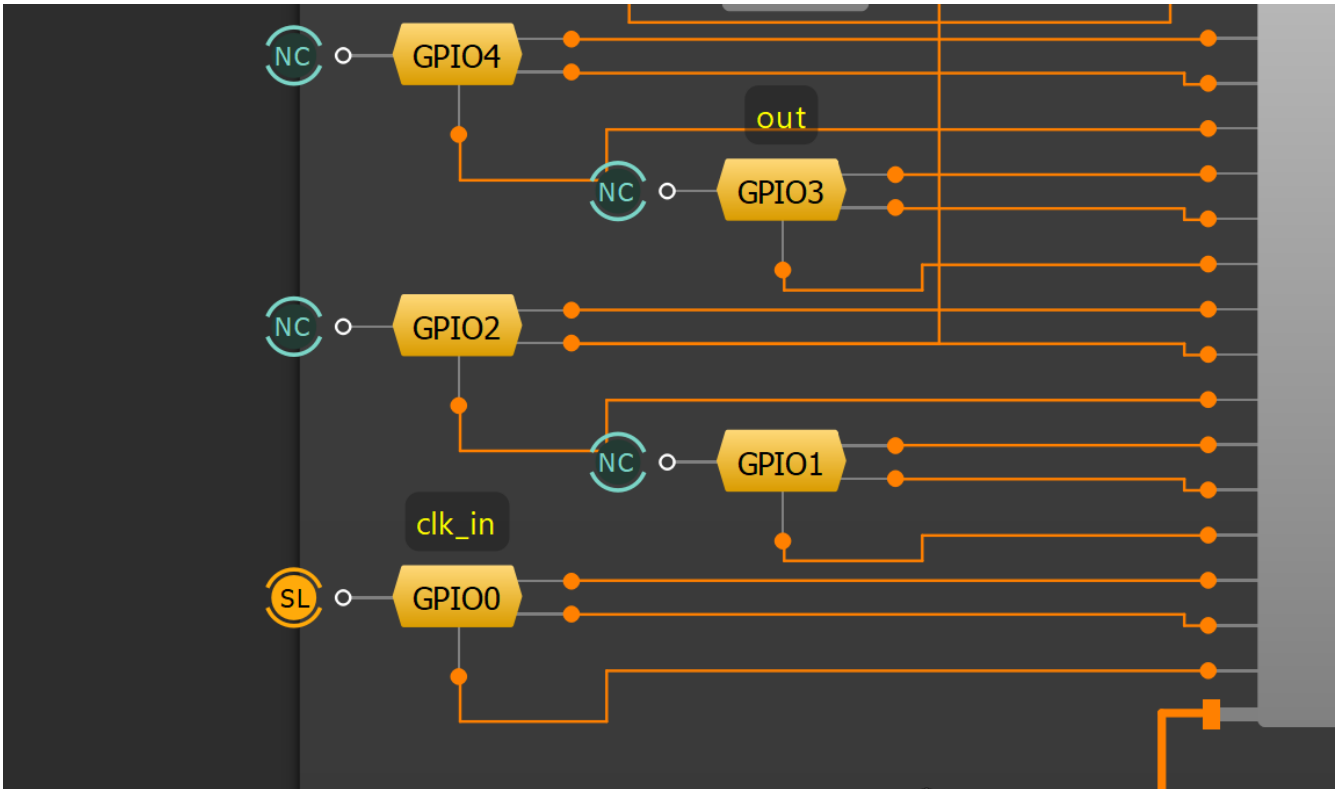 NC
GPIO4
out
NC
GPIO3
NC
GPIO2
NC
GPIO1
clk_in
SL
GPIO0